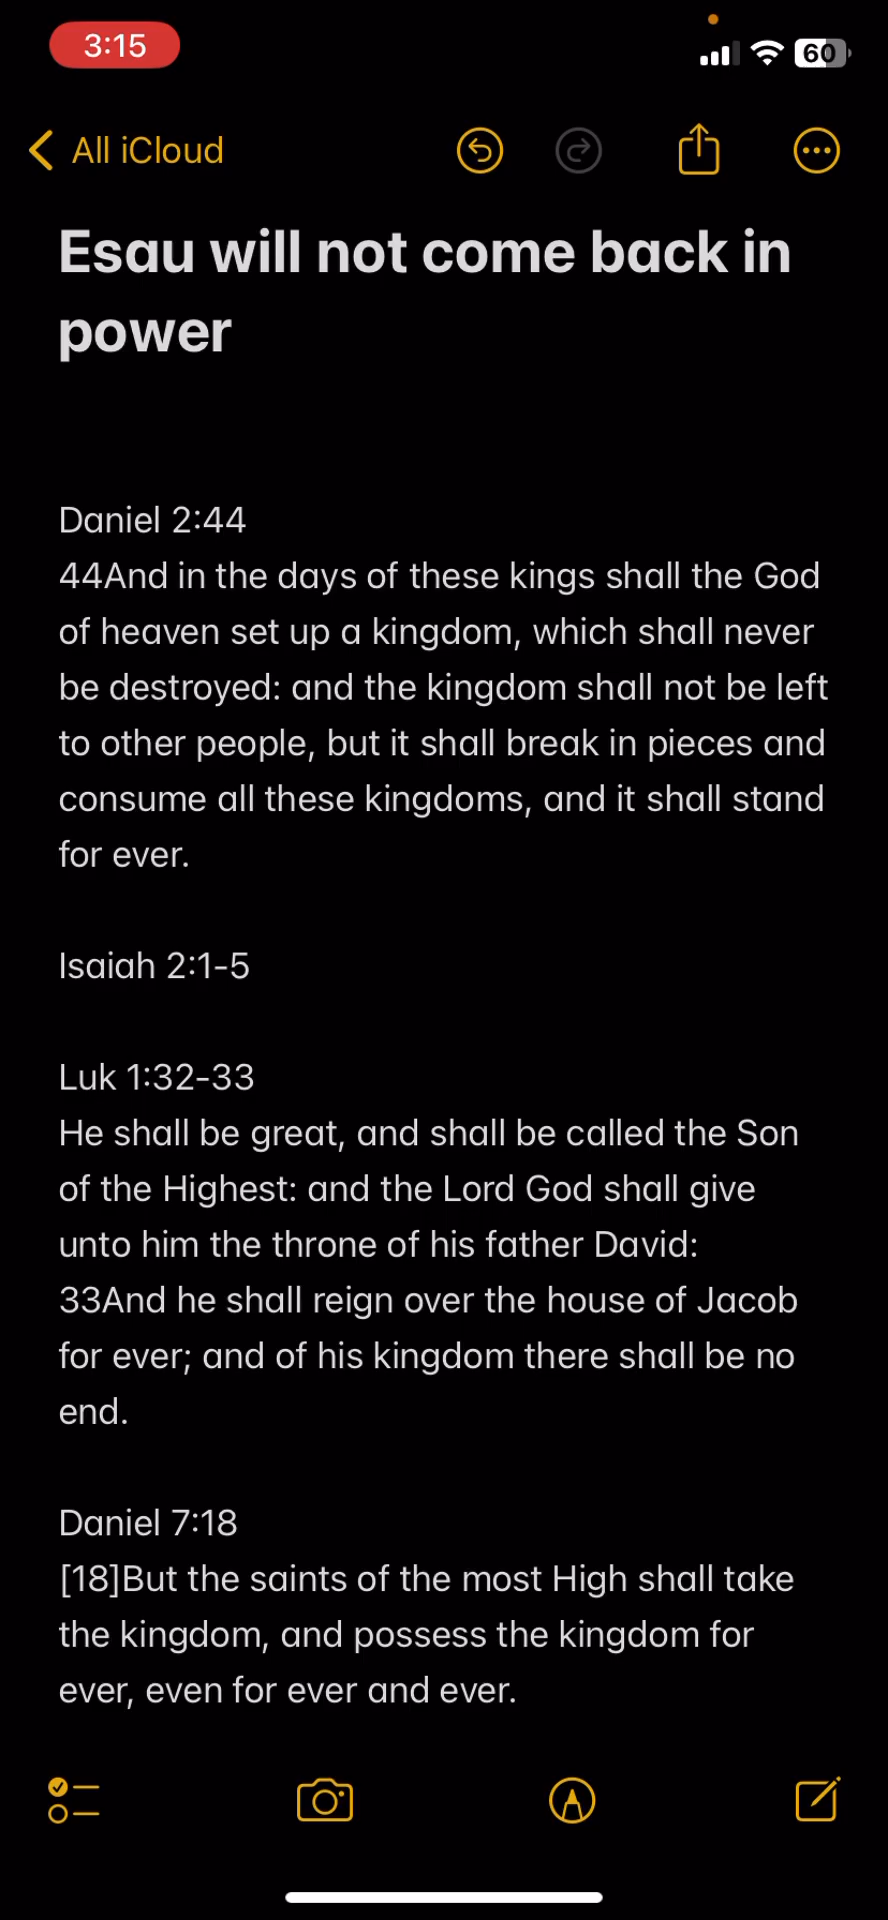 3:15
60
All iCloud
Esau will not come back in
power
Daniel 2:44
44And in the days of these kings shall the God
of heaven set up a kingdom, which shall never
be destroyed: and the kingdom shall not be left
to other people, but it shall break in pieces and
consume all these kingdoms, and it shall stand
for ever.
Isaiah 2:1-5
Luk 1:32-33
He shall be great, and shall be called the Son
of the Highest: and the Lord God shall give
unto him the throne of his father David:
33And he shall reign over the house of Jacob
for ever; and of his kingdom there shall be no
end.
Daniel 7:18
[18]But the saints of the most High shall take
the kingdom, and possess the kingdom for
ever, even for ever and ever.